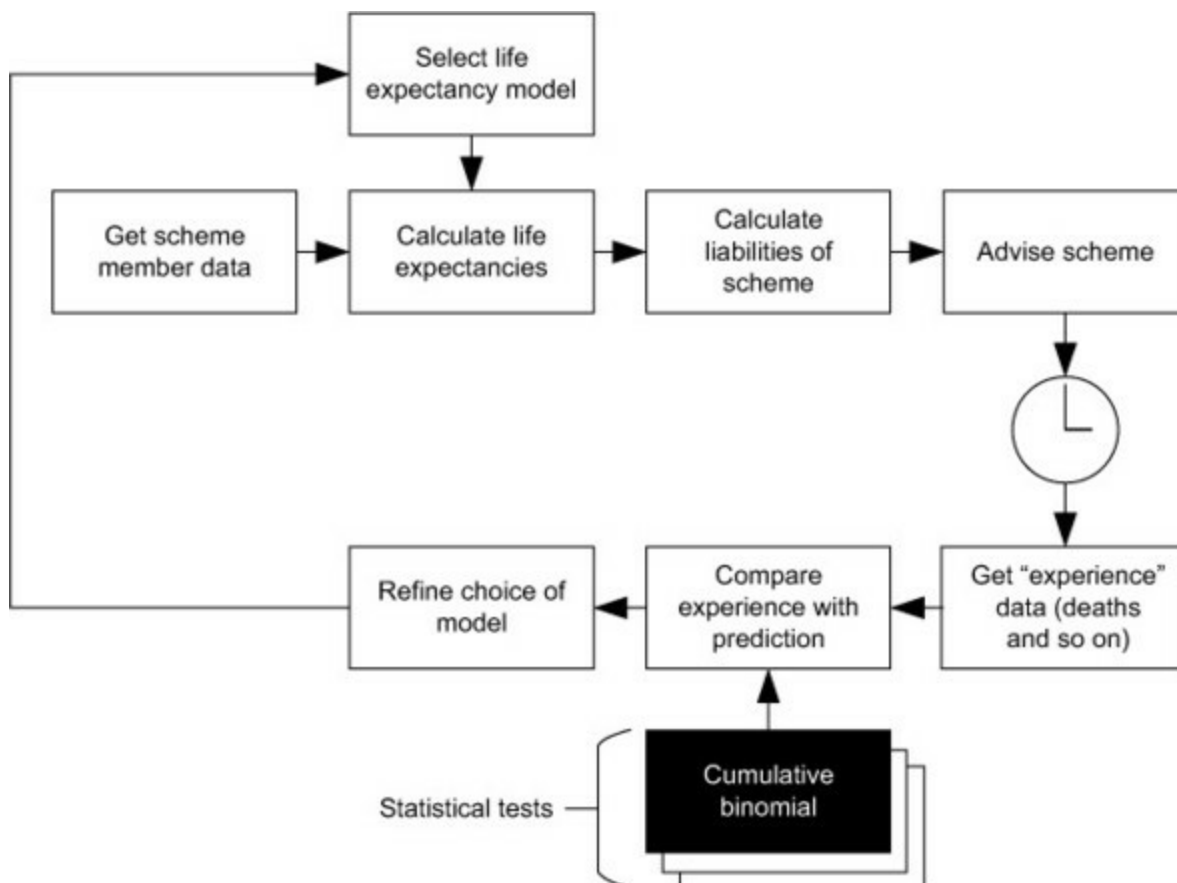 Select life
expectancy model
Get scheme
member data
Calculate life
expectancies
Calculate
liabilities of
scheme
Advise scheme
Refine choice of
model
Compare
experience with
prediction
Get “experience”
data (deaths
and so on)
Statistical tests
Cumulative
binomial